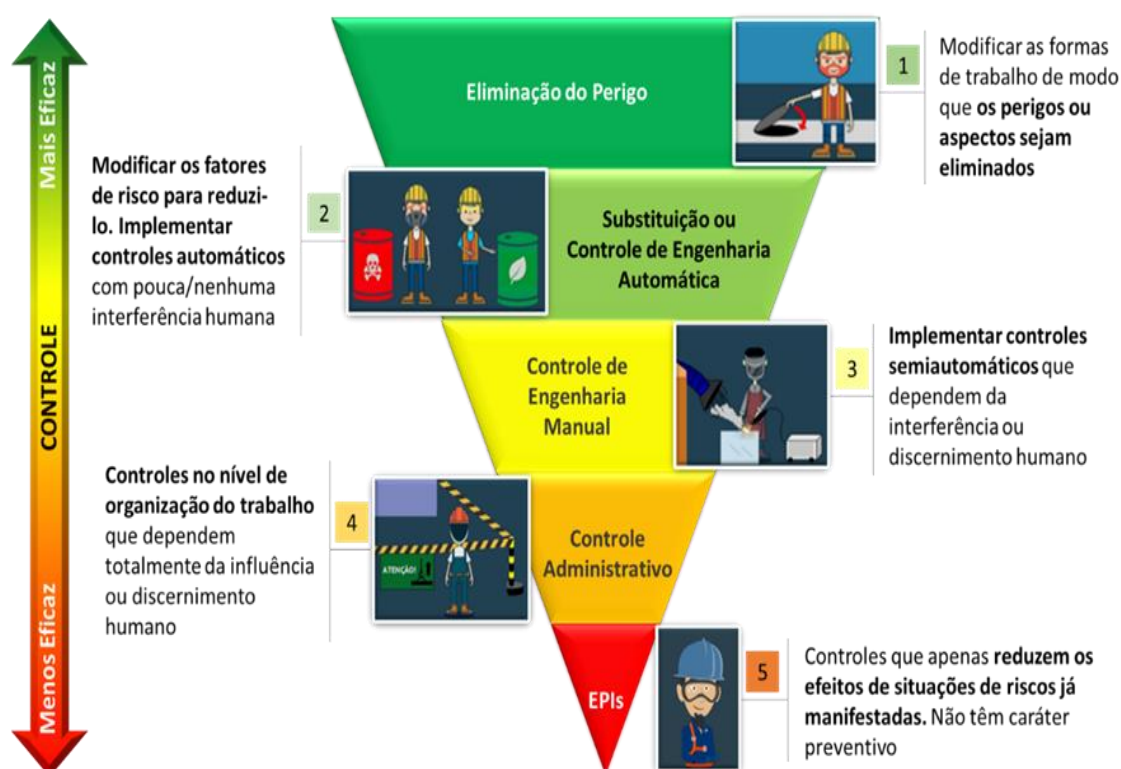 Mais Eficaz
CONTROLE
Menos Eficaz
Eliminação do Perigo
1
Modificar as formas
de trabalho de modo
que os perigos ou
aspectos sejam
eliminados
Modificar os fatores
de risco para reduzi-
lo. Implementar
controles automáticos
com pouca/nenhuma
interferência humana
2
Substituição ou
Controle de Engenharia
Automática
Controle de
Engenharia
Manual
3
Implementar controles
semiautomáticos que
dependem da
interferência ou
discernimento humano
Controles no nível de
organização do trabalho
que dependem
totalmente da influência
ou discernimento
humano
4
ATENÇÃO!
Controle
Administrativo
EPIs
5
Controles que apenas reduzem os
efeitos de situações de riscos já
manifestadas. Não têm caráter
preventivo